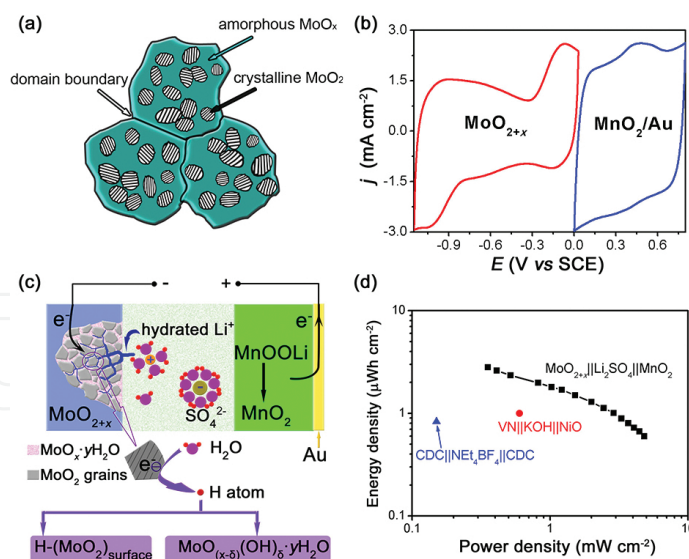 (a)
amorphous MoOₓ
domain boundary
crystalline MoO₂
(b)
3.0
1.5
0.0
-1.5
-3.0
j (mA cm⁻²)
MoO₂₊ₓ
MnO₂/Au
-0.9
-0.6
-0.3
0.0
0.3
0.6
E (V vs SCE)
(c)
-
+
e⁻
e⁻
hydrated Li⁺
+
-
MnOOLi
MnO₂
SO₄²⁻
MoO₂₊ₓ
Au
MoOₓ·yH₂O
MoO₂ grains
e⁻
H₂O
H atom
H-(MoO₂)surface
MoO₍ₓ₋δ₎(OH)δ·yH₂O
(d)
10
1
0.1
Energy density (μWh cm⁻²)
MoO₂₊ₓ||Li₂SO₄||MnO₂
VN||KOH||NiO
CDC||NEt₄BF₄||CDC
0.1
1
10
Power density (mW cm⁻²)